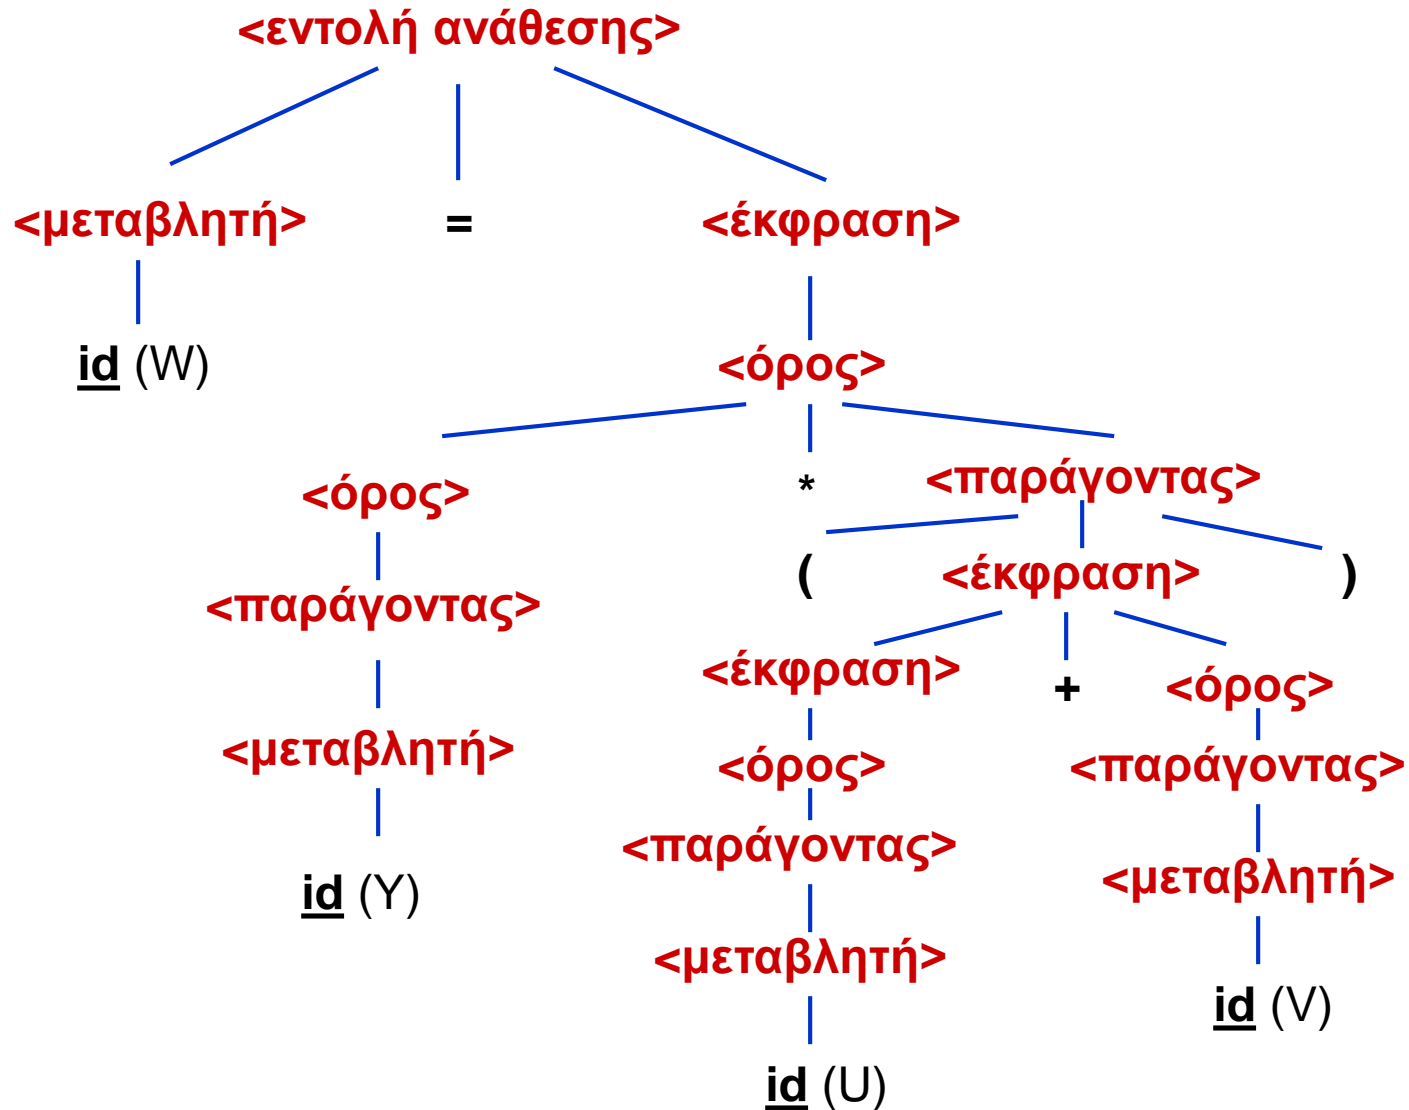 <εντολή ανάθεσης>
<μεταβλητή> = <έκφραση>
id (W)
<όρος>
<όρος> * <παράγοντας>
( <έκφραση> )
<παράγοντας>
<έκφραση> + <όρος>
<μεταβλητή>
<όρος> <παράγοντας>
<παράγοντας>
id (Y)
<μεταβλητή>
<μεταβλητή>
id (V)
id (U)